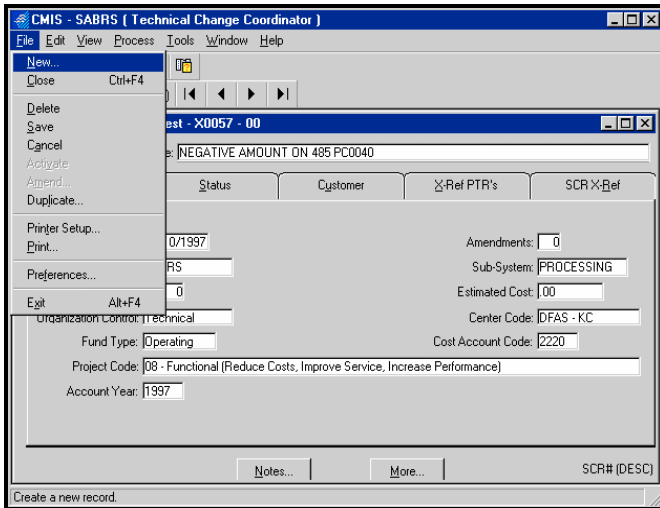 CMIS - SABRS ( Technical Change Coordinator )
File Edit View Process Tools Window Help
New...
Close Ctrl+F4
Delete
Save
Cancel
Activate
Amend...
Duplicate...
Printer Setup...
Print...
Preferences...
Exit Alt+F4
est - X0057 - 00
e: NEGATIVE AMOUNT ON 485 PC0040
Status Customer X-Ref PTR's SCR X-Ref
0/1997 Amendments: 0
RS Sub-System: PROCESSING
0 Estimated Cost: .00
Organization Control: Technical Center Code: DFAS - KC
Fund Type: Operating Cost Account Code: 2220
Project Code: 08 - Functional (Reduce Costs, Improve Service, Increase Performance)
Account Year: 1997
Notes... More... SCR# (DESC)
Create a new record.